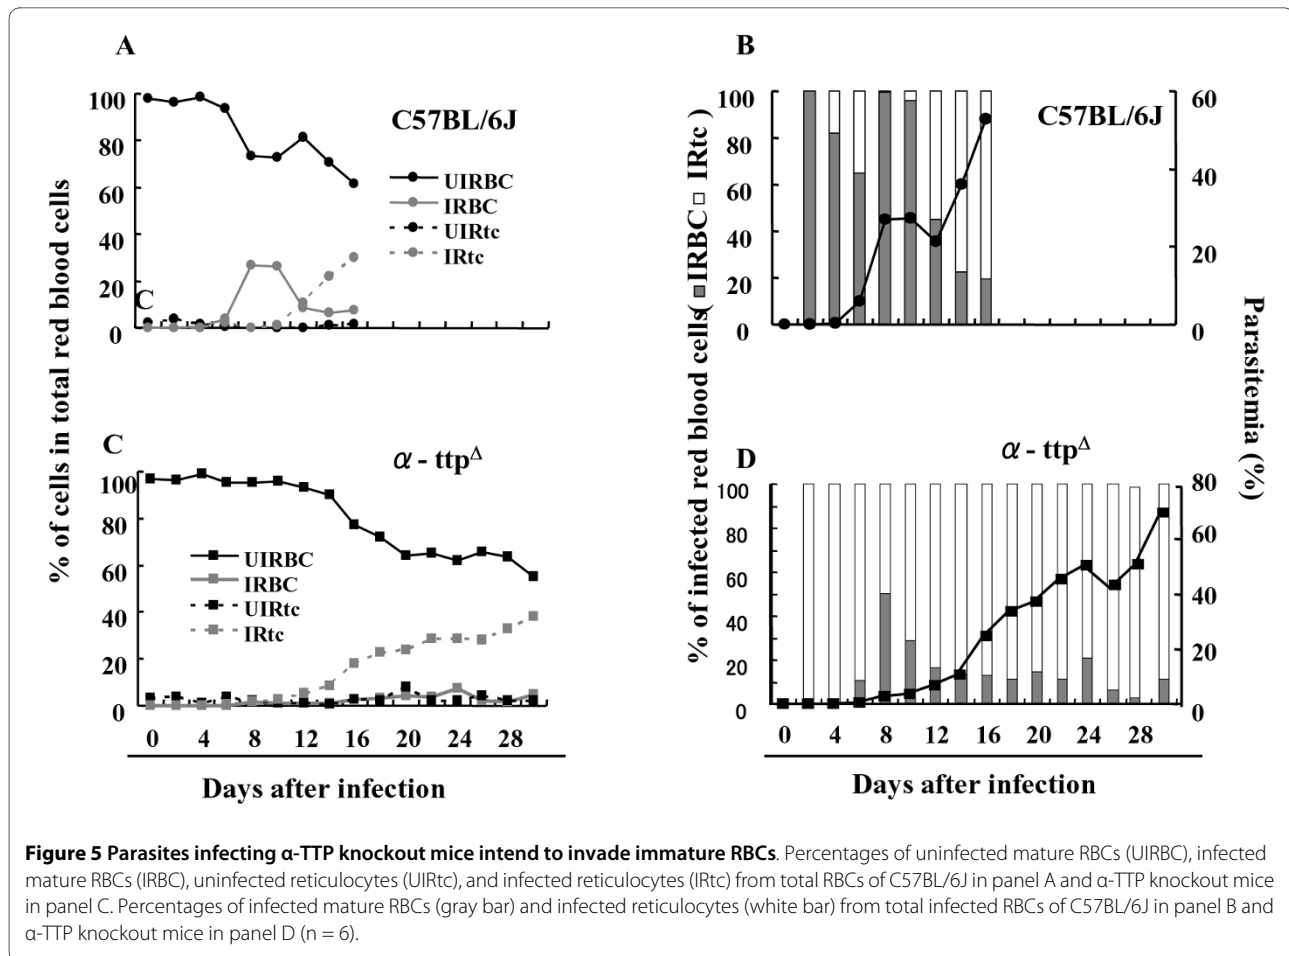 A
100
80
60
40
20
0
C
C57BL/6J
UIRBC
IRBC
UIRtc
IRtc
% of cells in total red blood cells
B
100
80
60
40
20
0
C57BL/6J
60
40
20
0
% of infected red blood cells( IRBC IRtc )
Parasitemia (%)
C
100
80
60
40
20
0
α - ttpΔ
UIRBC
IRBC
UIRtc
IRtc
0 4 8 12 16 20 24 28
Days after infection
D
100
80
60
40
20
0
α - ttpΔ
80
60
40
20
0
0 4 8 12 16 20 24 28
Days after infection
Figure 5 Parasites infecting α-TTP knockout mice intend to invade immature RBCs. Percentages of uninfected mature RBCs (UIRBC), infected
mature RBCs (IRBC), uninfected reticulocytes (UIRtc), and infected reticulocytes (IRtc) from total RBCs of C57BL/6J in panel A and α-TTP knockout mice
in panel C. Percentages of infected mature RBCs (gray bar) and infected reticulocytes (white bar) from total infected RBCs of C57BL/6J in panel B and
α-TTP knockout mice in panel D (n = 6).